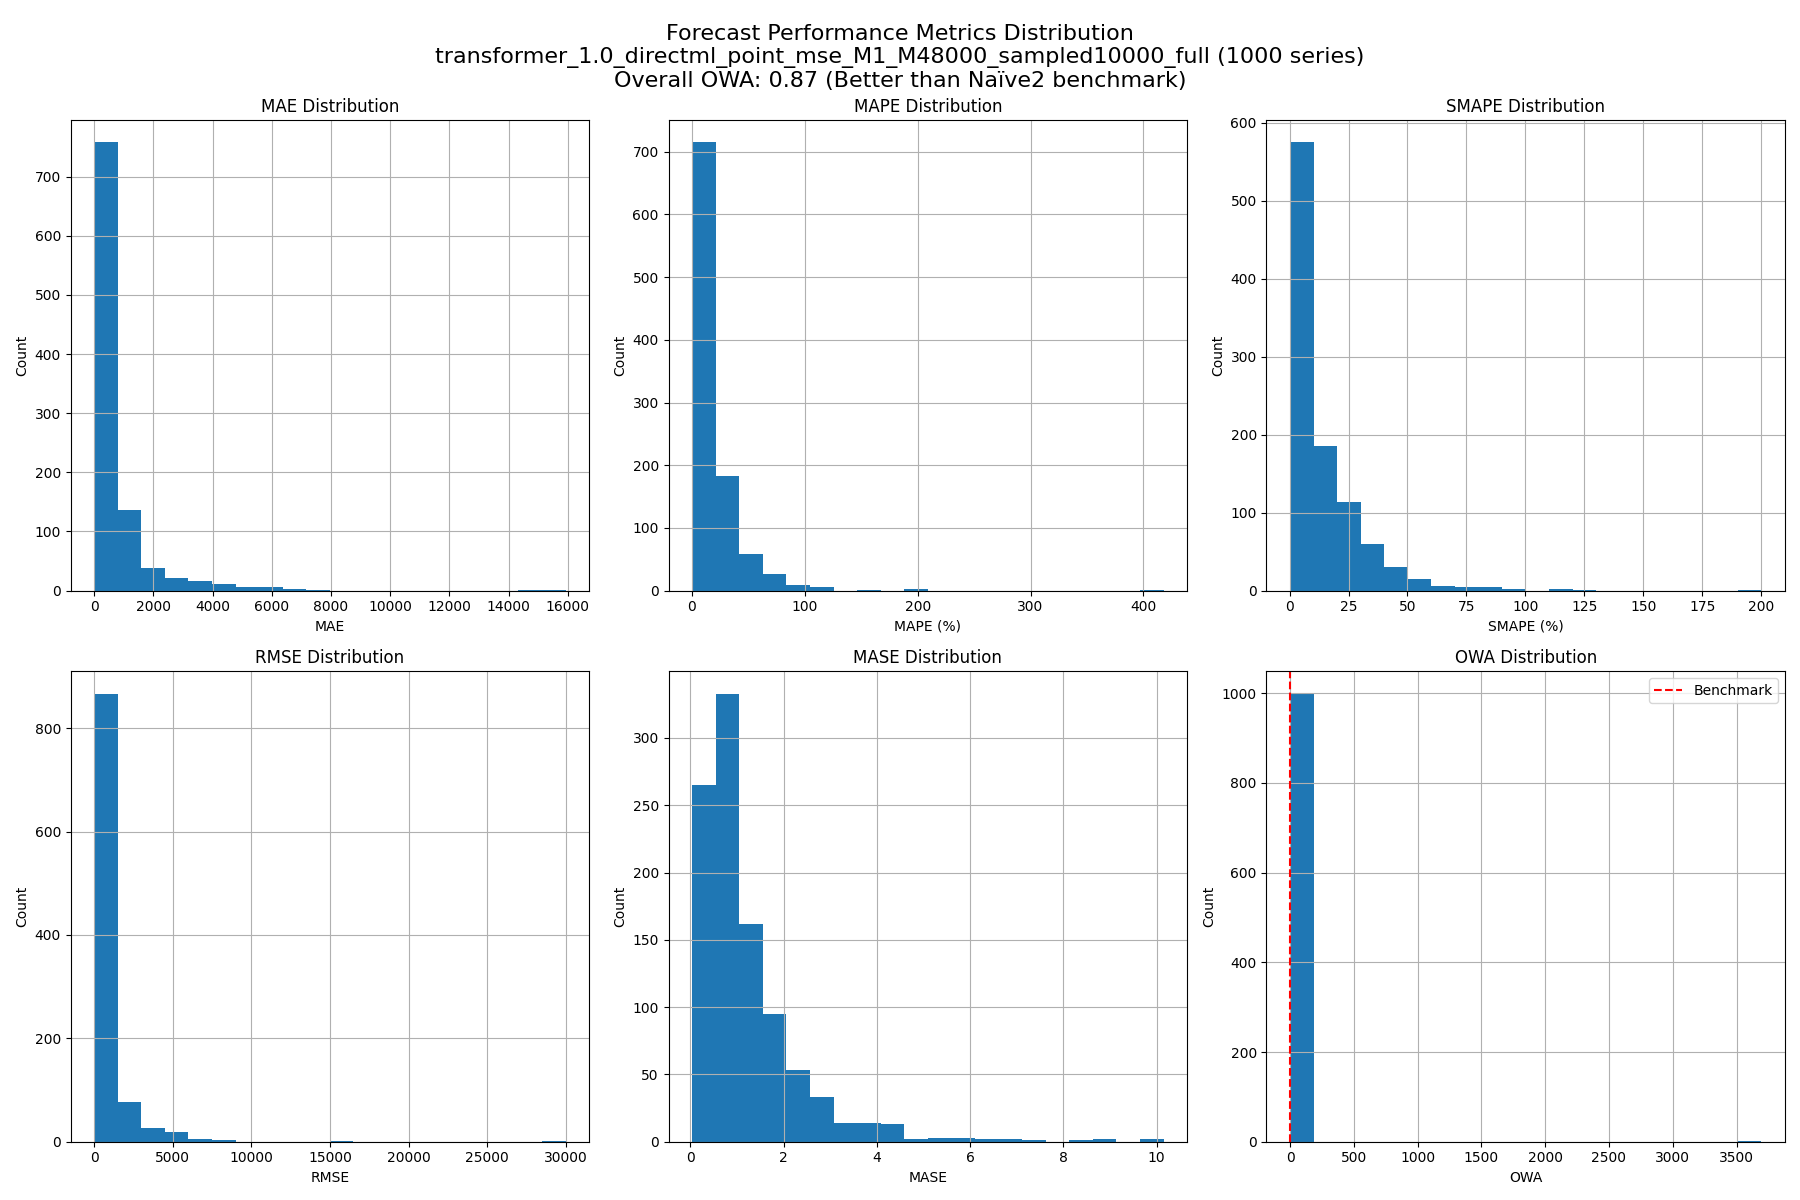 Forecast Performance Metrics Distribution
transformer_1.0_directml_point_mse_M1_M48000_sampled10000_full (1000 series)
Overall OWA: 0.87 (Better than Naïve2 benchmark)
MAE Distribution
Count
700
600
500
400
300
200
100
0
0 2000 4000 6000 8000 10000 12000 14000 16000
MAE
MAPE Distribution
Count
700
600
500
400
300
200
100
0
0 100 200 300 400
MAPE (%)
SMAPE Distribution
Count
600
500
400
300
200
100
0
0 25 50 75 100 125 150 175 200
SMAPE (%)
RMSE Distribution
Count
800
600
400
200
0
0 5000 10000 15000 20000 25000 30000
RMSE
MASE Distribution
Count
300
250
200
150
100
50
0
0 2 4 6 8 10
MASE
OWA Distribution
Benchmark
Count
1000
800
600
400
200
0
0 500 1000 1500 2000 2500 3000 3500
OWA